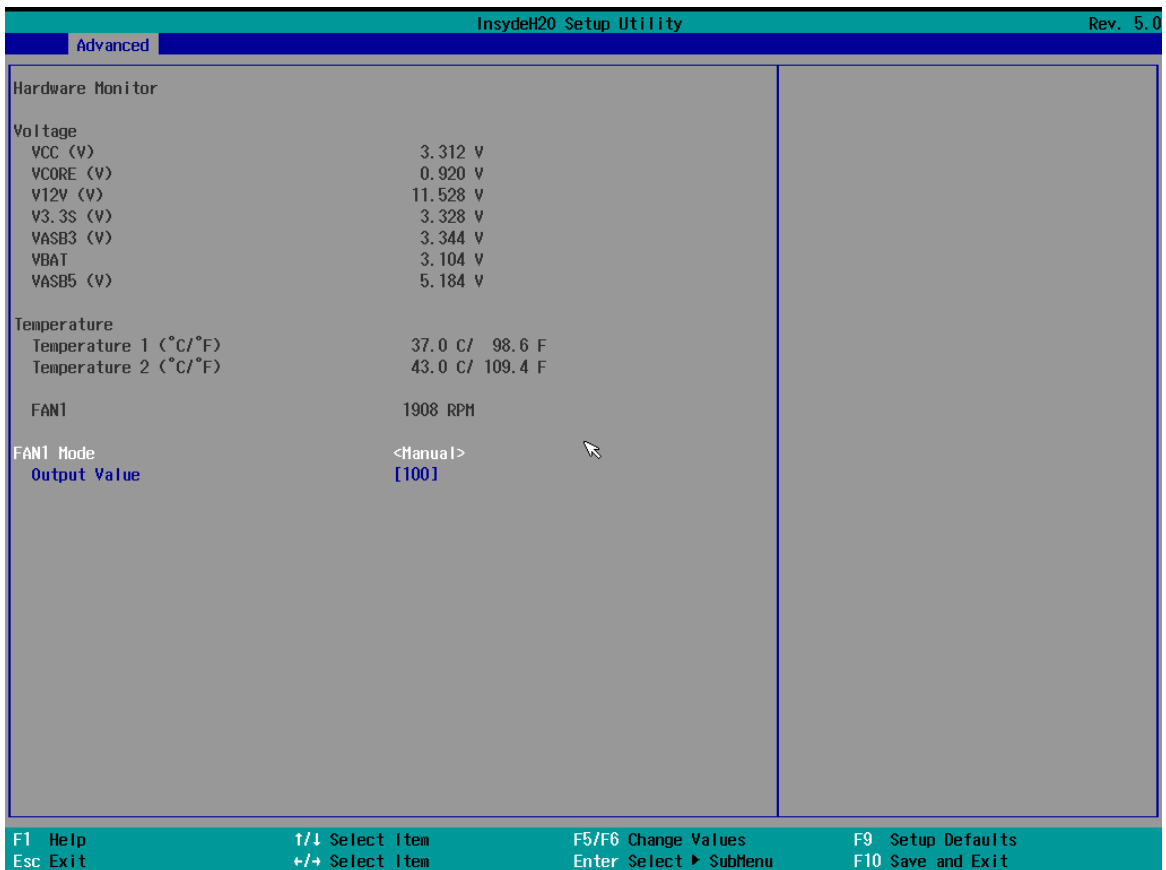 InsydeH20 Setup Utility Rev. 5.0
Advanced
Hardware Monitor
Voltage
VCC (V) 3.312 V
VCORE (V) 0.920 V
V12V (V) 11.528 V
V3.3S (V) 3.328 V
VASB3 (V) 3.344 V
VBAT 3.104 V
VASB5 (V) 5.184 V
Temperature
Temperature 1 (°C/°F) 37.0 C/ 98.6 F
Temperature 2 (°C/°F) 43.0 C/ 109.4 F
FAN1 1908 RPM
FAN1 Mode <Manual>
Output Value [100]
F1 Help ↑/↓ Select Item F5/F6 Change Values F9 Setup Defaults
Esc Exit ←/→ Select Item Enter Select ▶ SubMenu F10 Save and Exit